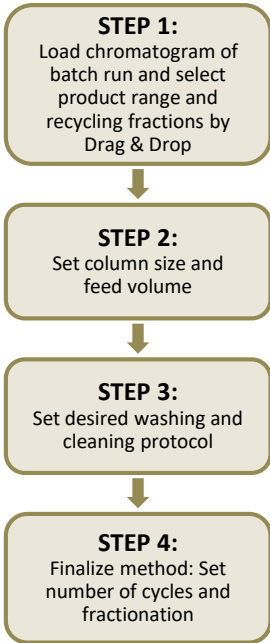 STEP 1:
Load chromatogram of
batch run and select
product range and
recycling fractions by
Drag & Drop
STEP 2:
Set column size and
feed volume
STEP 3:
Set desired washing and
cleaning protocol
STEP 4:
Finalize method: Set
number of cycles and
fractionation